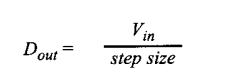 D_out = V_in / step size